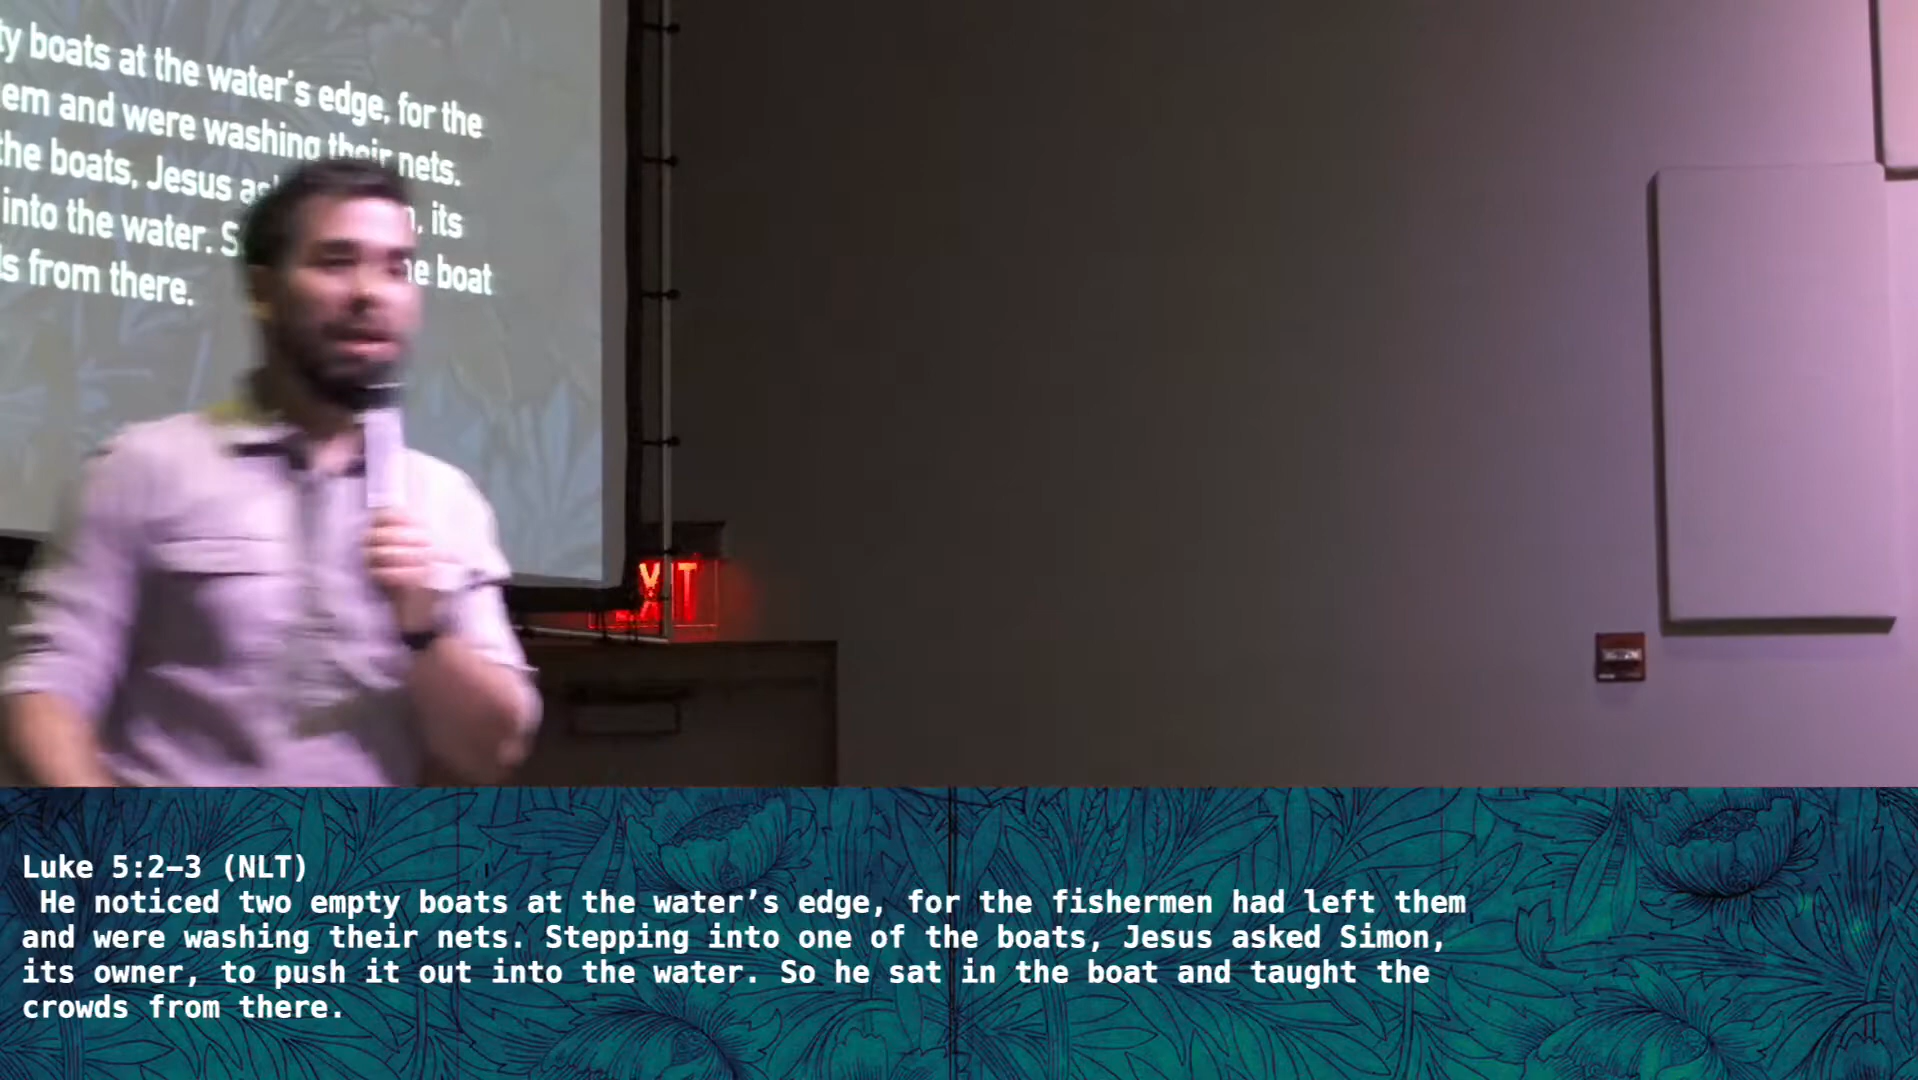 ty boats at the water's edge, for the
em and were washing their nets.
the boats, Jesus its
into the water. boat
from there.
EXIT
Luke 5:2–3 (NLT)
He noticed two empty boats at the water’s edge, for the fishermen had left them
and were washing their nets. Stepping into one of the boats, Jesus asked Simon,
its owner, to push it out into the water. So he sat in the boat and taught the
crowds from there.